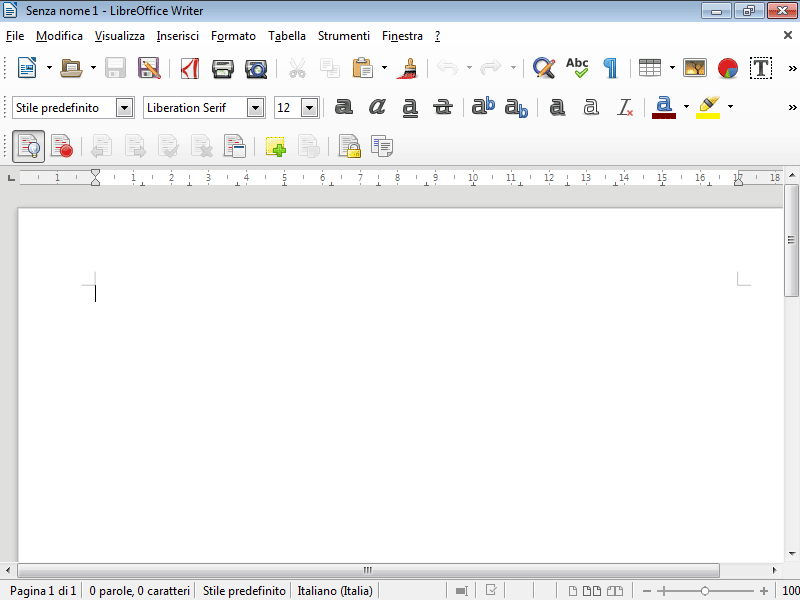 Senza nome 1 - LibreOffice Writer
File Modifica Visualizza Inserisci Formato Tabella Strumenti Finestra ?
Abc T
Stile predefinito Liberation Serif 12 a a a a ab ab a a I a
1 1 2 3 4 5 6 7 8 9 10 11 12 13 14 15 16 17 18
Pagina 1 di 1 0 parole, 0 caratteri Stile predefinito Italiano (Italia) 100